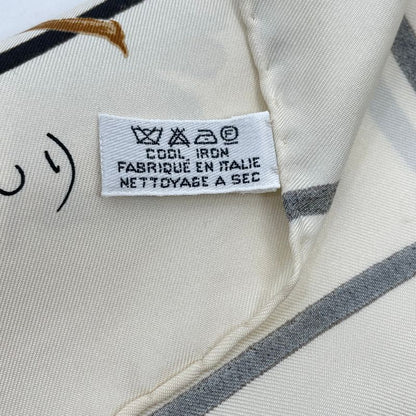 COOL IRON
FABRIQUÉ EN ITALIE
NETTOYAGE A SEC